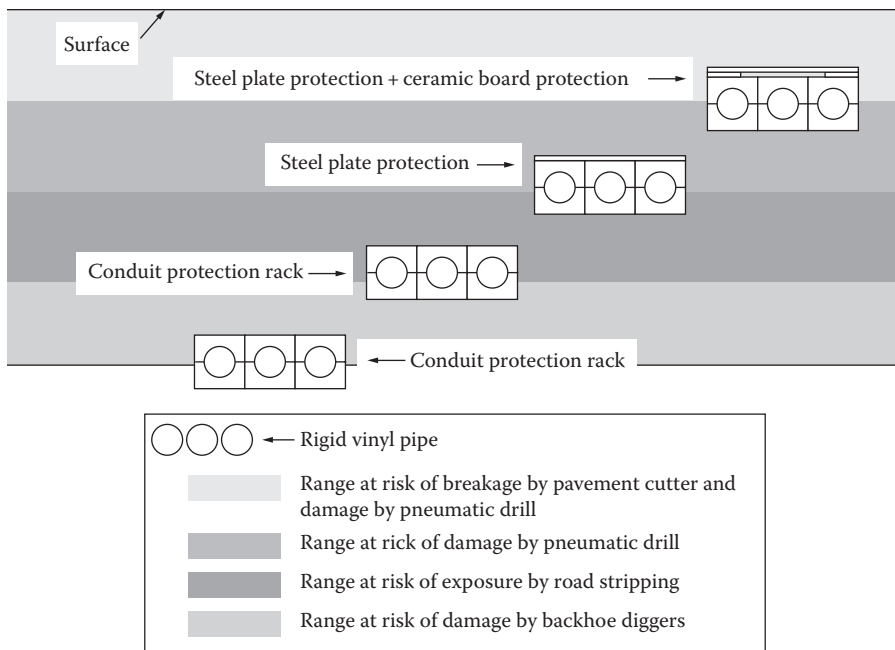 Surface
Steel plate protection + ceramic board protection
Steel plate protection
Conduit protection rack
Conduit protection rack
Rigid vinyl pipe
Range at risk of breakage by pavement cutter and
damage by pneumatic drill
Range at rick of damage by pneumatic drill
Range at risk of exposure by road stripping
Range at risk of damage by backhoe diggers